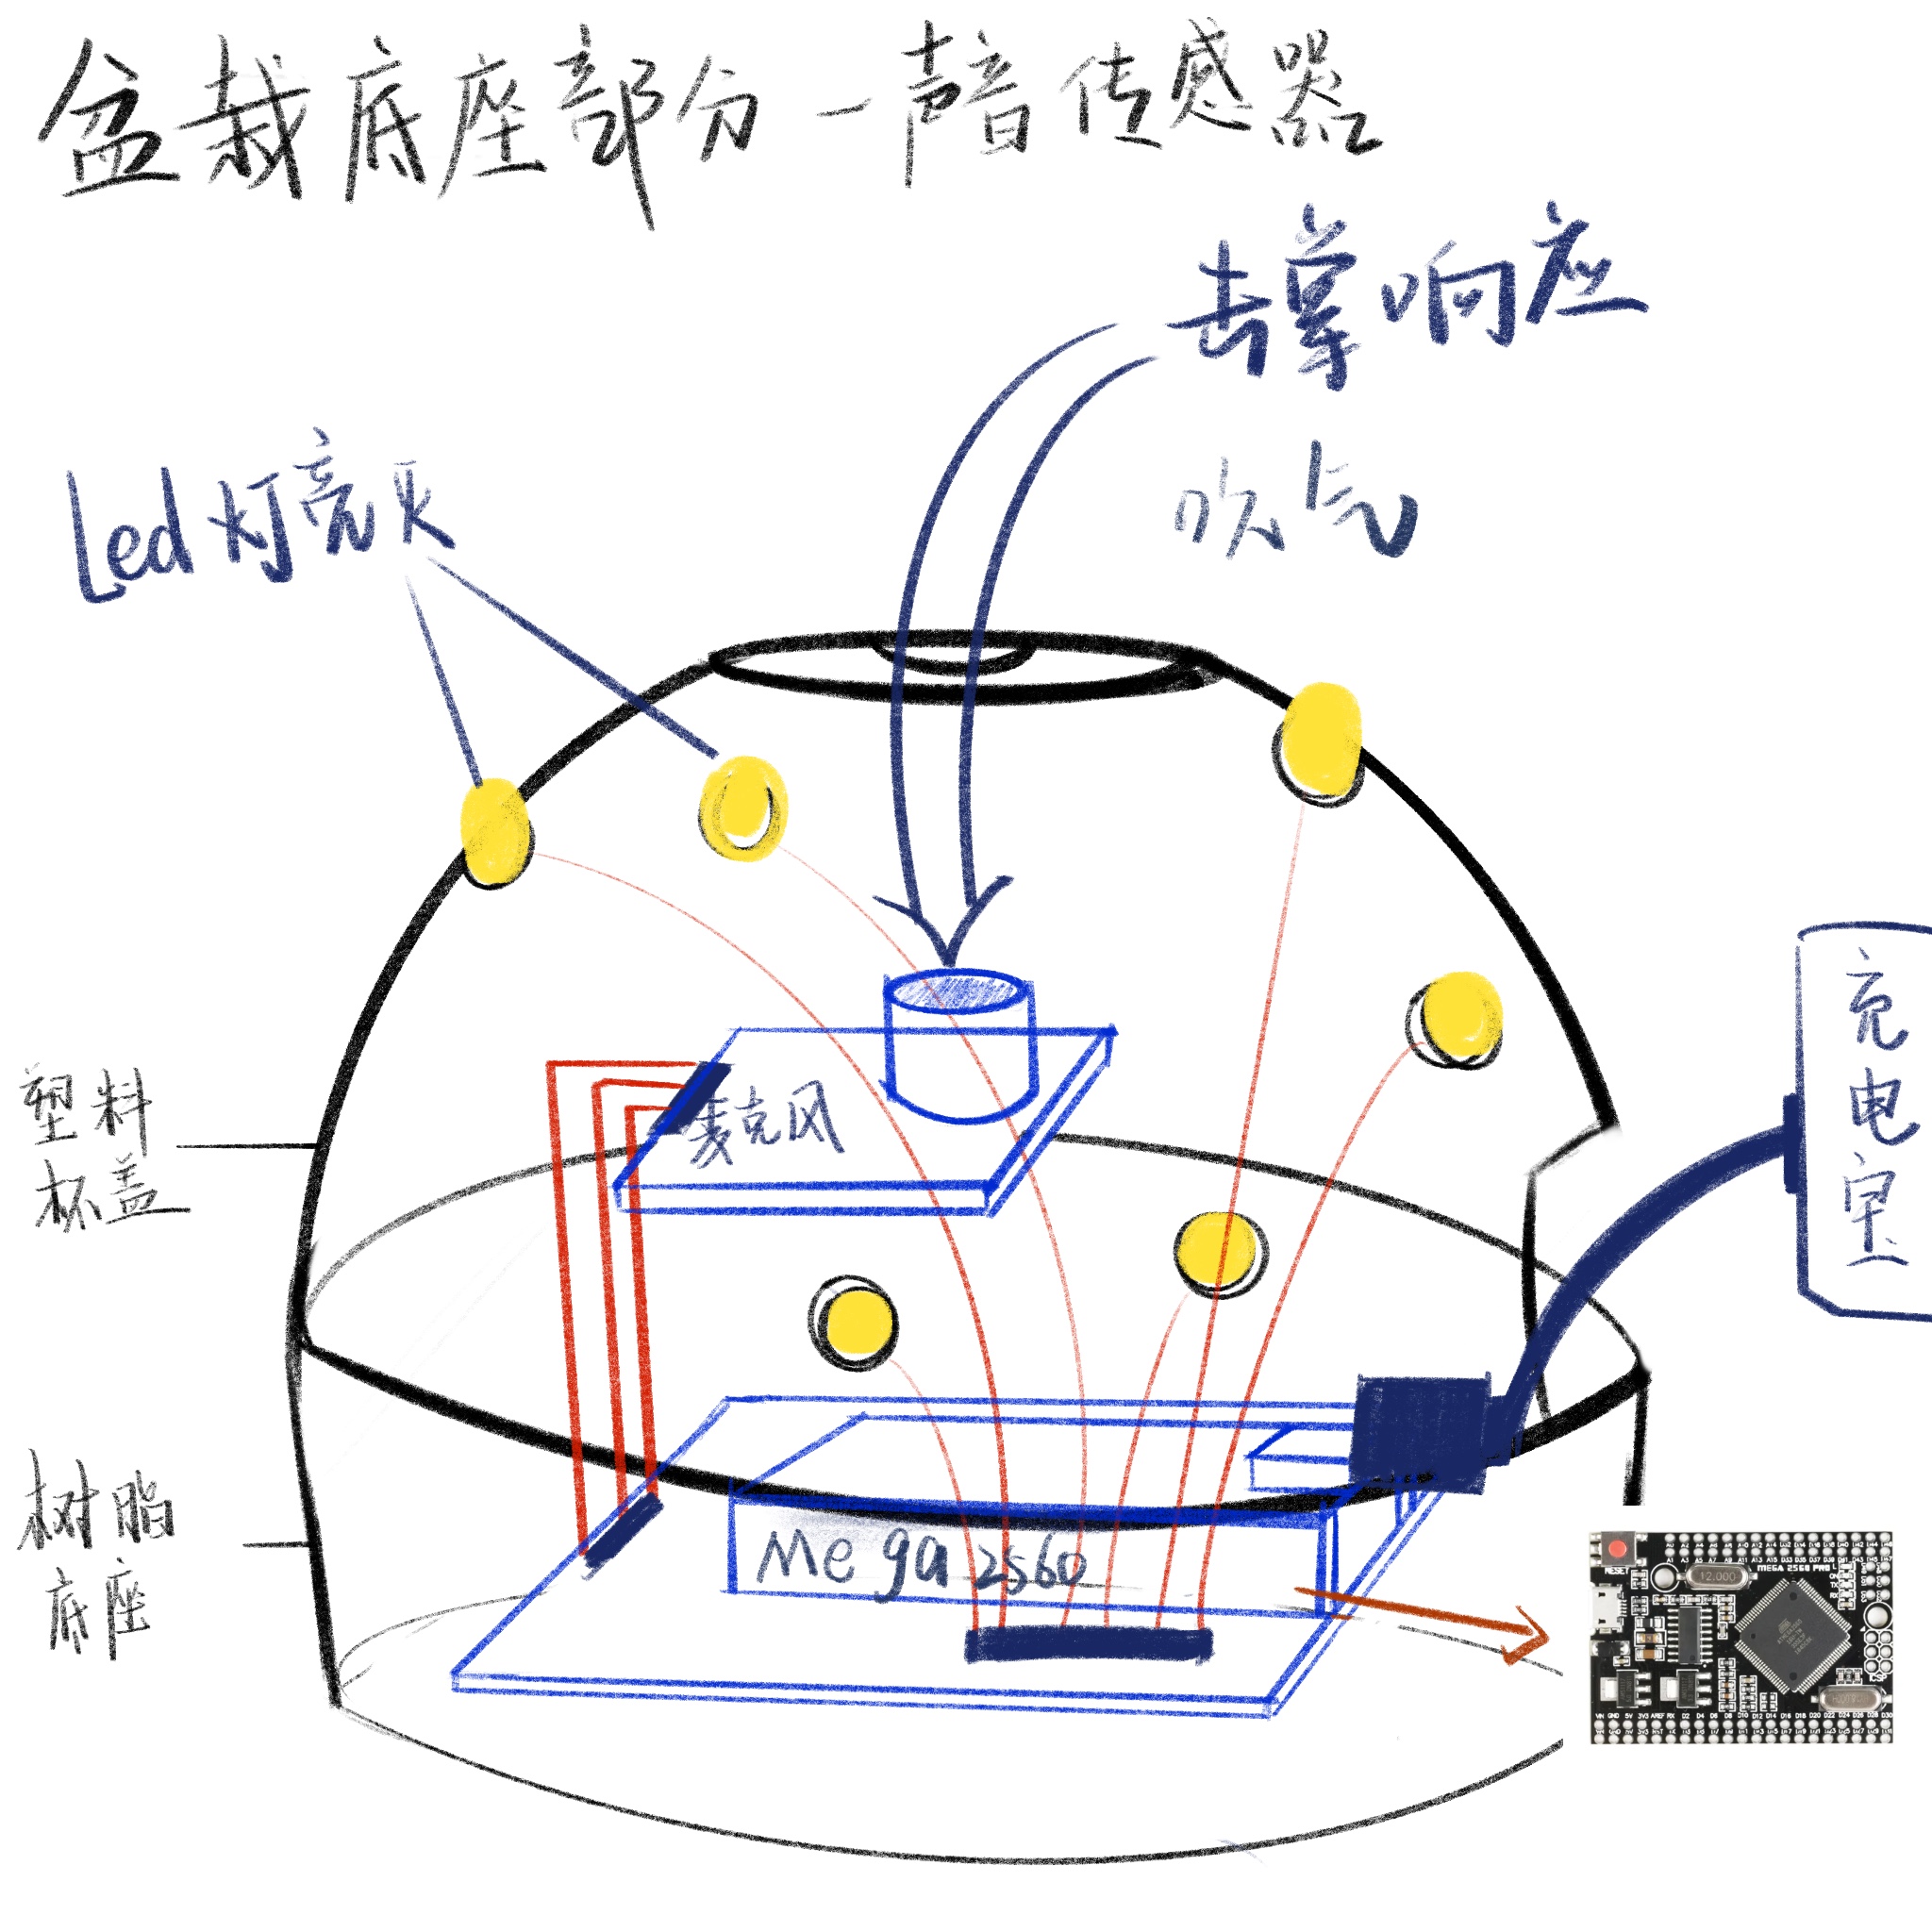 盆栽底座部分-声音传感器
击掌响应
吹气
Led灯亮灭
充电宝
塑料
杯盖
麦克风
树脂
底座
Mega 2560
RESET
12.000
MEGA 2560 PRO